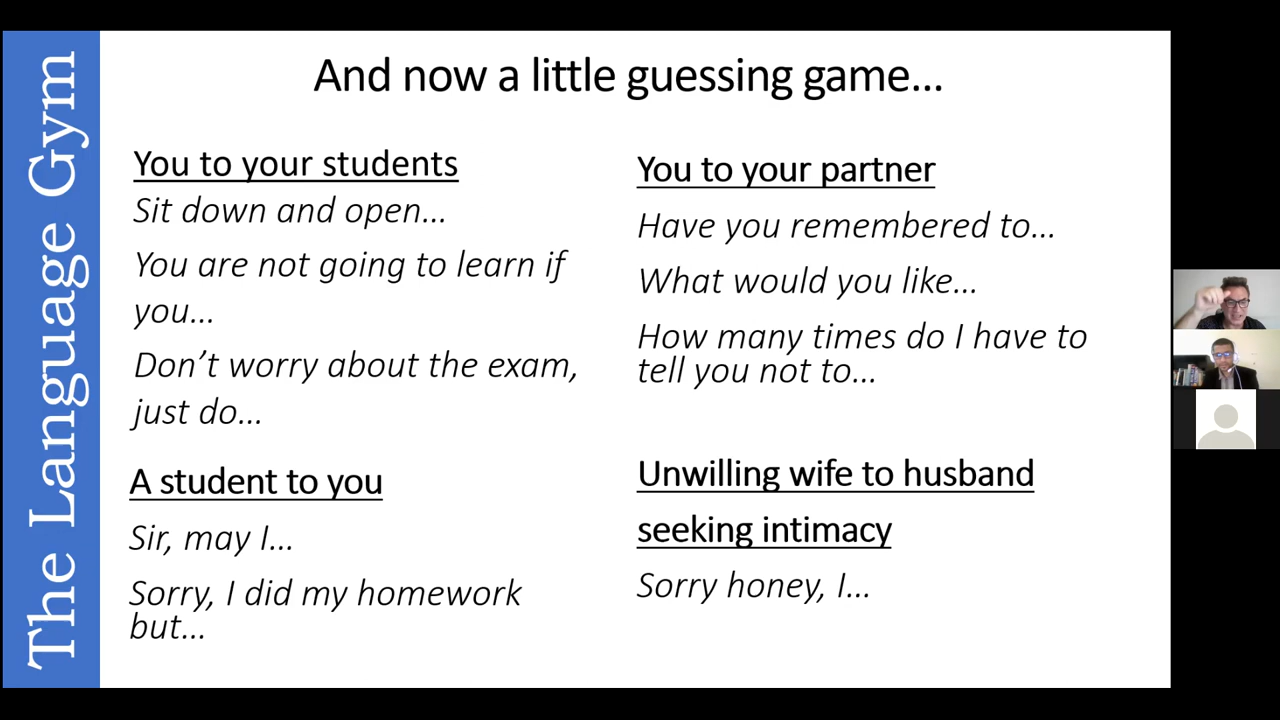 The Language Gym
And now a little guessing game...
You to your students
Sit down and open...
You are not going to learn if
you...
Don't worry about the exam,
just do...
A student to you
Sir, may I...
Sorry, I did my homework
but...
You to your partner
Have you remembered to...
What would you like...
How many times do I have to
tell you not to...
Unwilling wife to husband
seeking intimacy
Sorry honey, I...